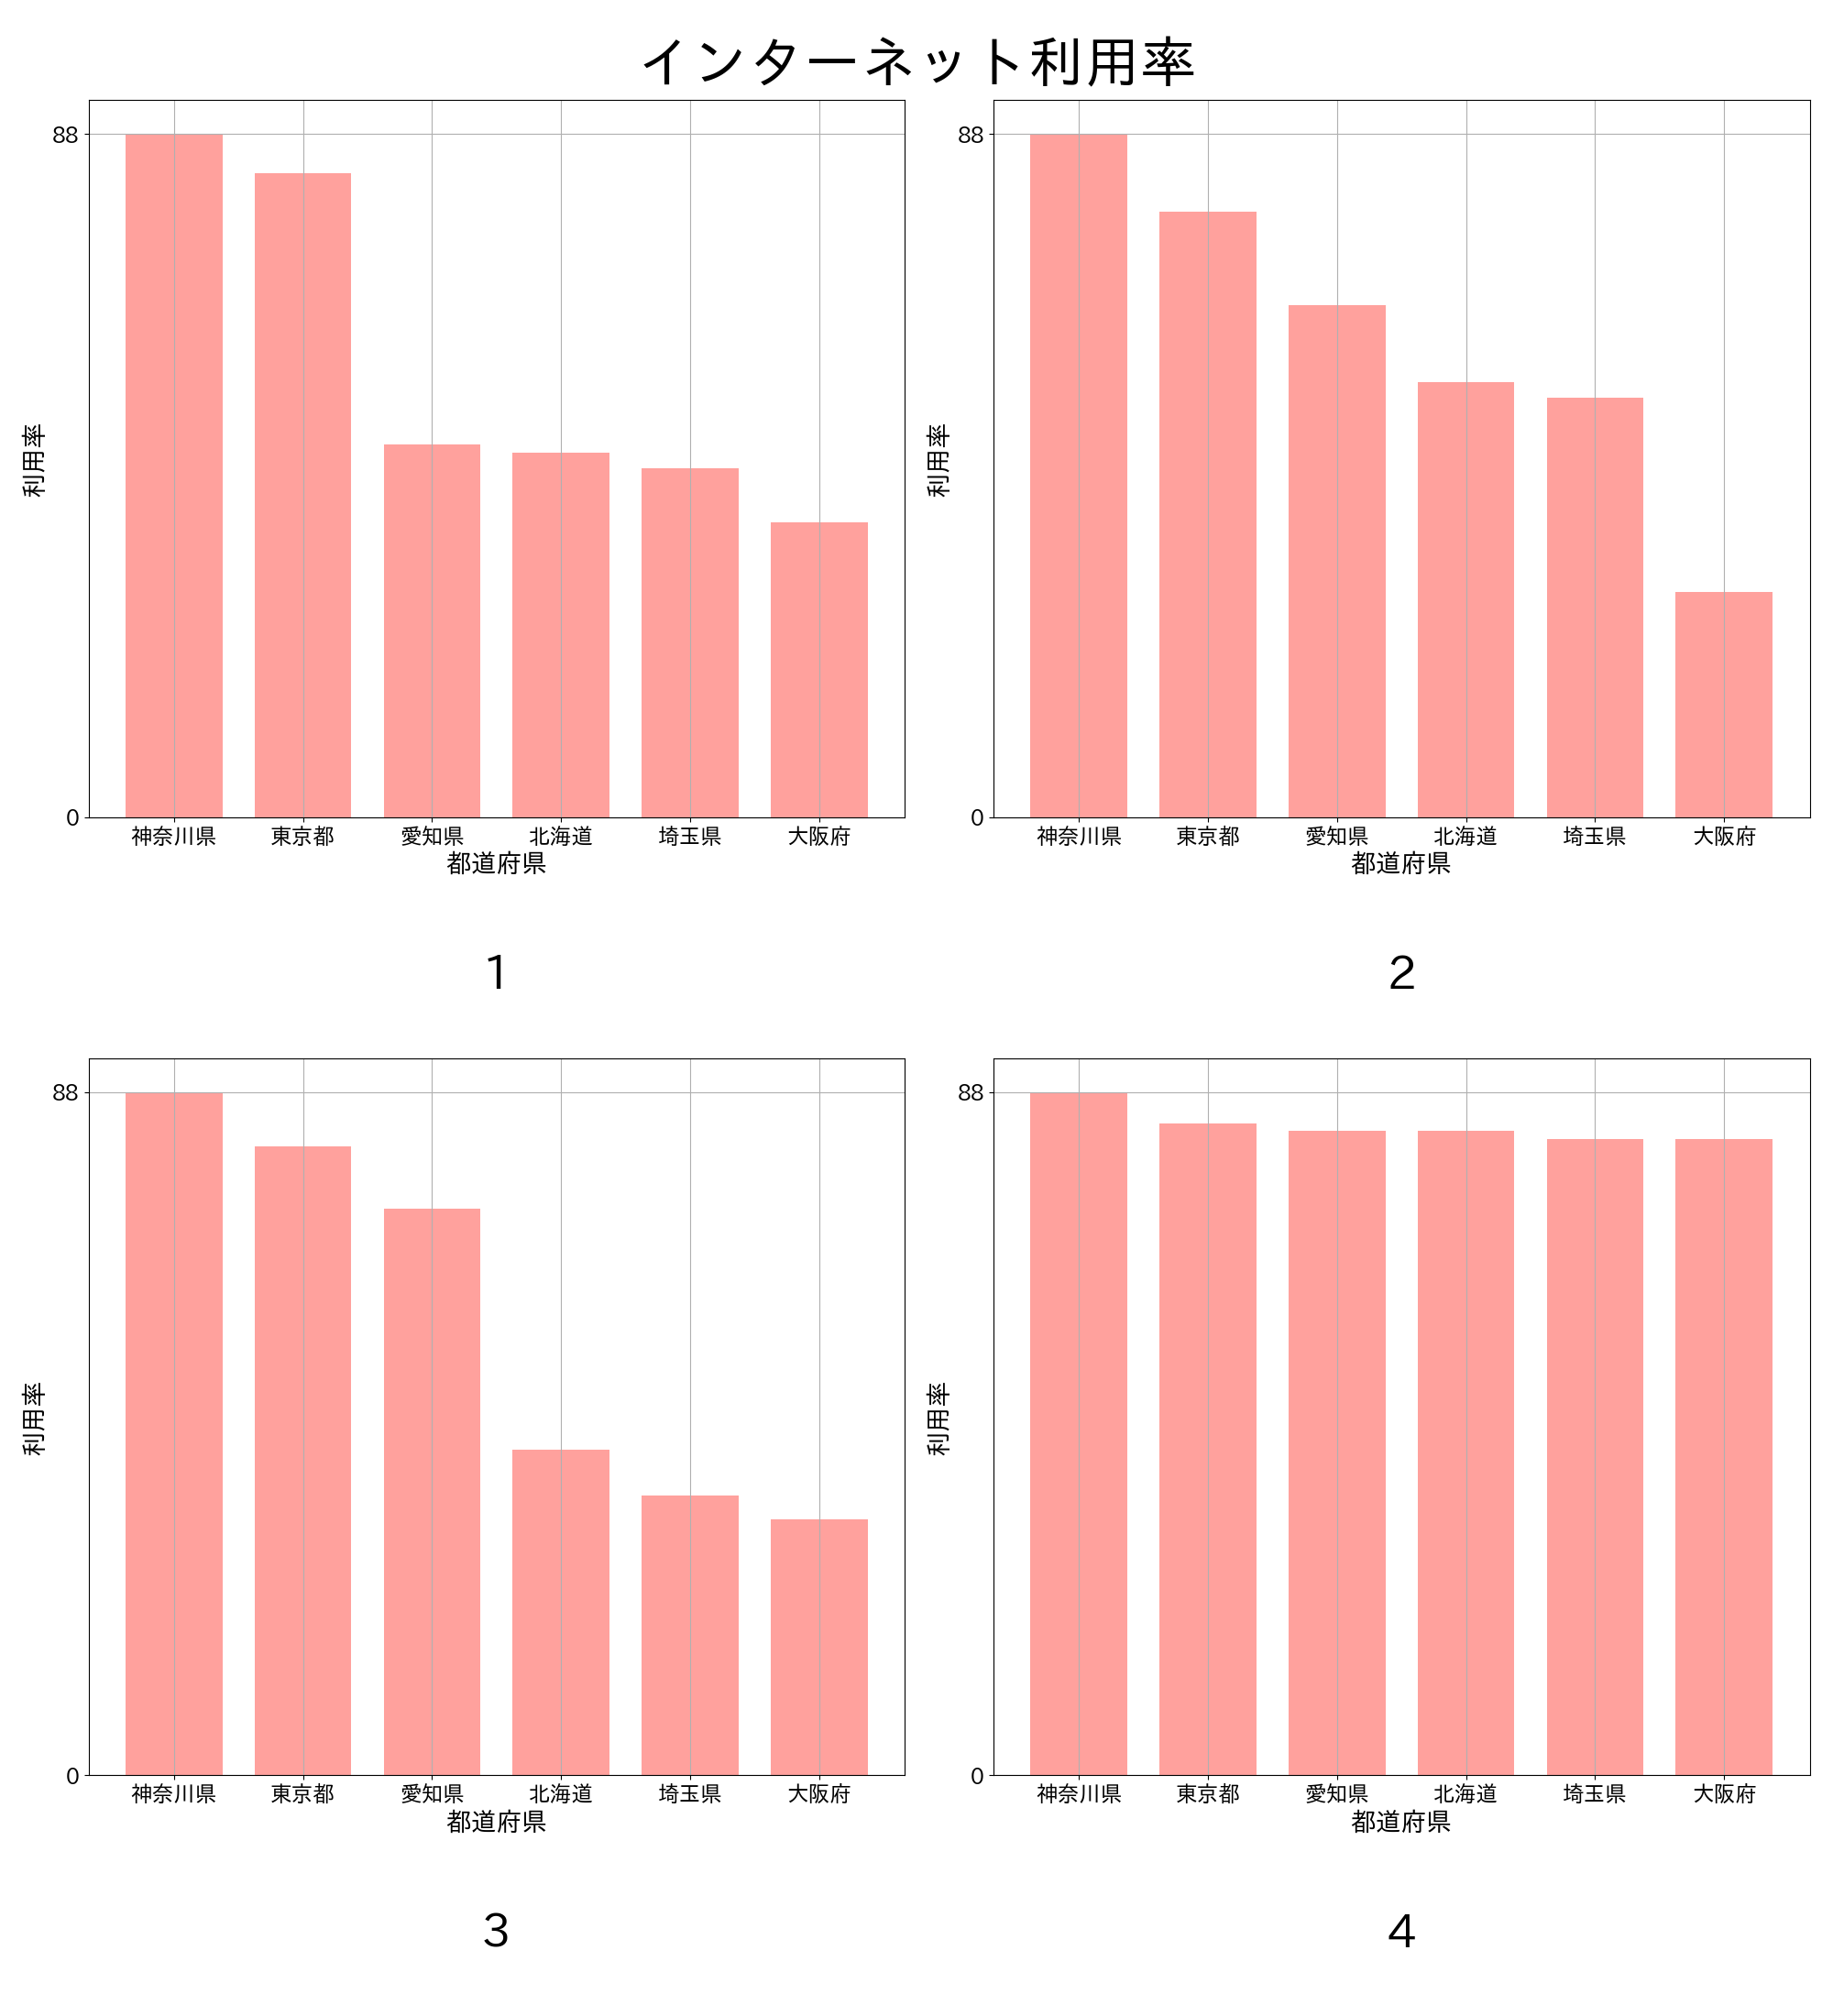 インターネット利用率
88
0
利用率
神奈川県 東京都 愛知県 北海道 埼玉県 大阪府
都道府県
1
88
0
利用率
神奈川県 東京都 愛知県 北海道 埼玉県 大阪府
都道府県
2
88
0
利用率
神奈川県 東京都 愛知県 北海道 埼玉県 大阪府
都道府県
3
88
0
利用率
神奈川県 東京都 愛知県 北海道 埼玉県 大阪府
都道府県
4